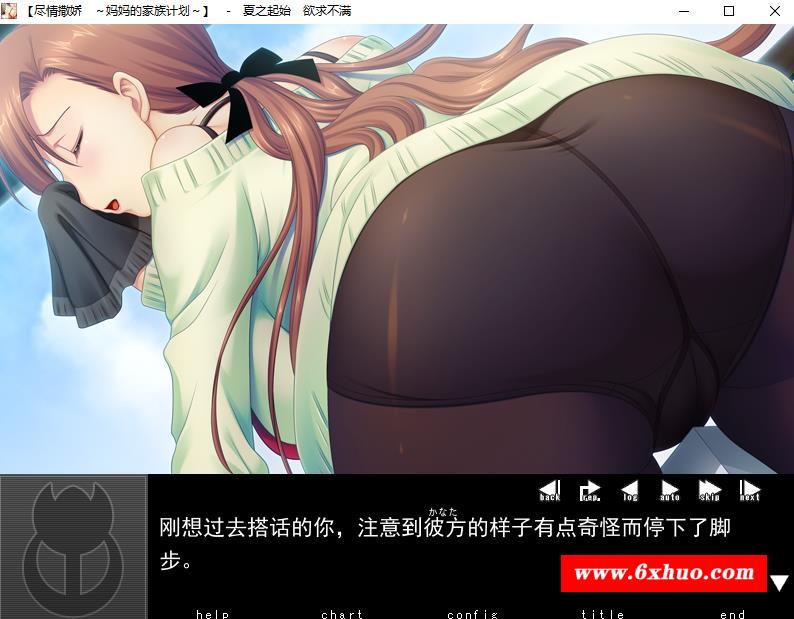 【尽情撒娇　～妈妈的家族计划～】　-　夏之起始　欲求不满
back rep. log auto skip next
かなた
刚想过去搭话的你，注意到彼方的样子有点奇怪而停下了脚
步。
www.6xhuo.com
help chart config title end